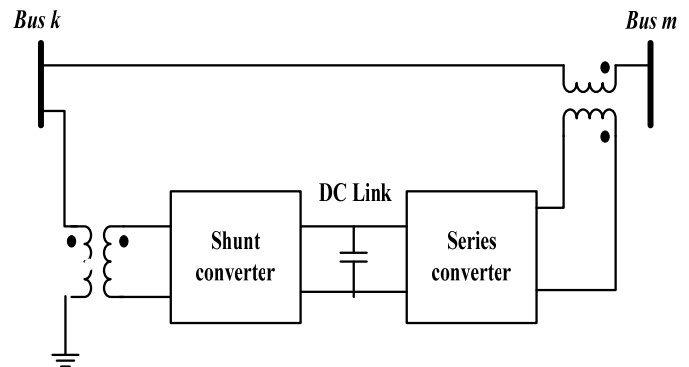 Bus k
Bus m
DC Link
Shunt
converter
Series
converter